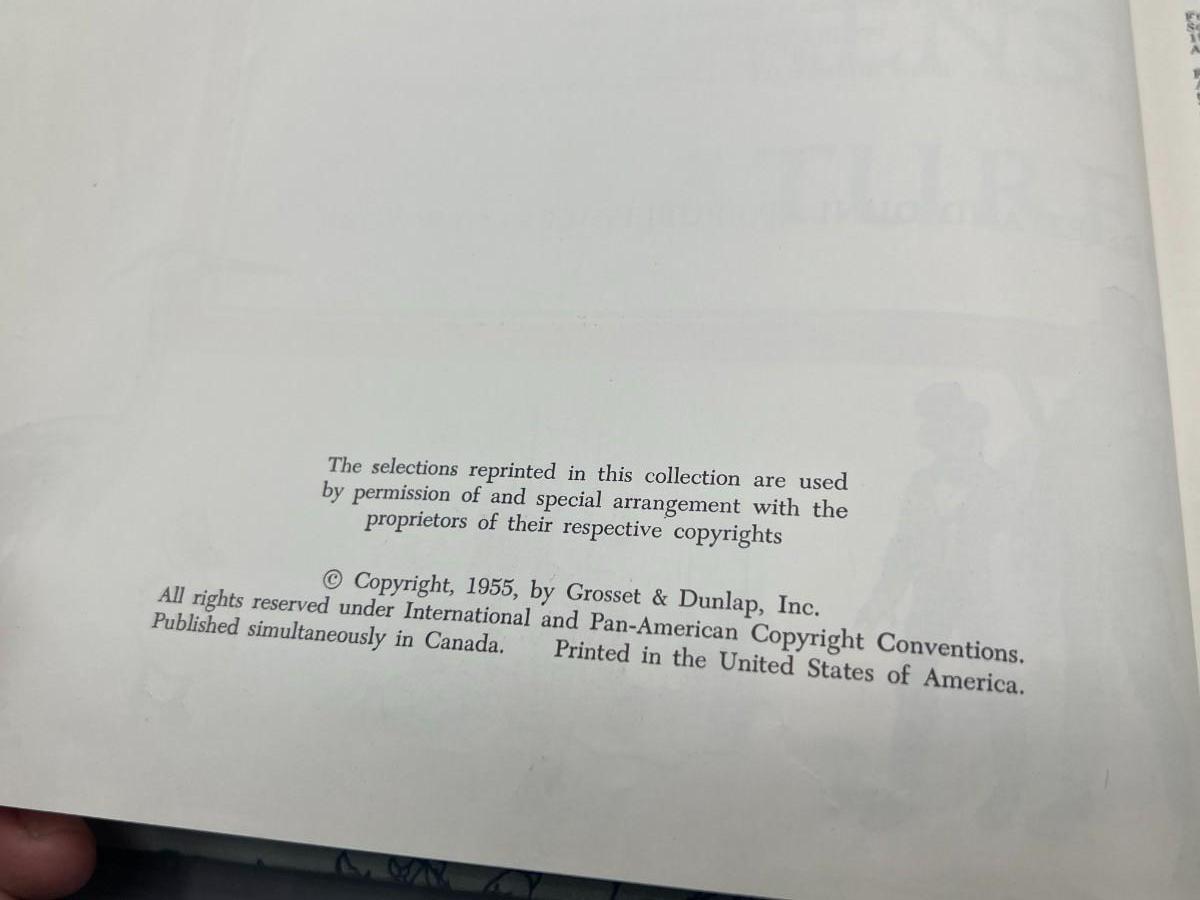 The selections reprinted in this collection are used
by permission of and special arrangement with the
proprietors of their respective copyrights
© Copyright, 1955, by Grosset & Dunlap, Inc.
All rights reserved under International and Pan-American Copyright Conventions.
Published simultaneously in Canada. Printed in the United States of America.